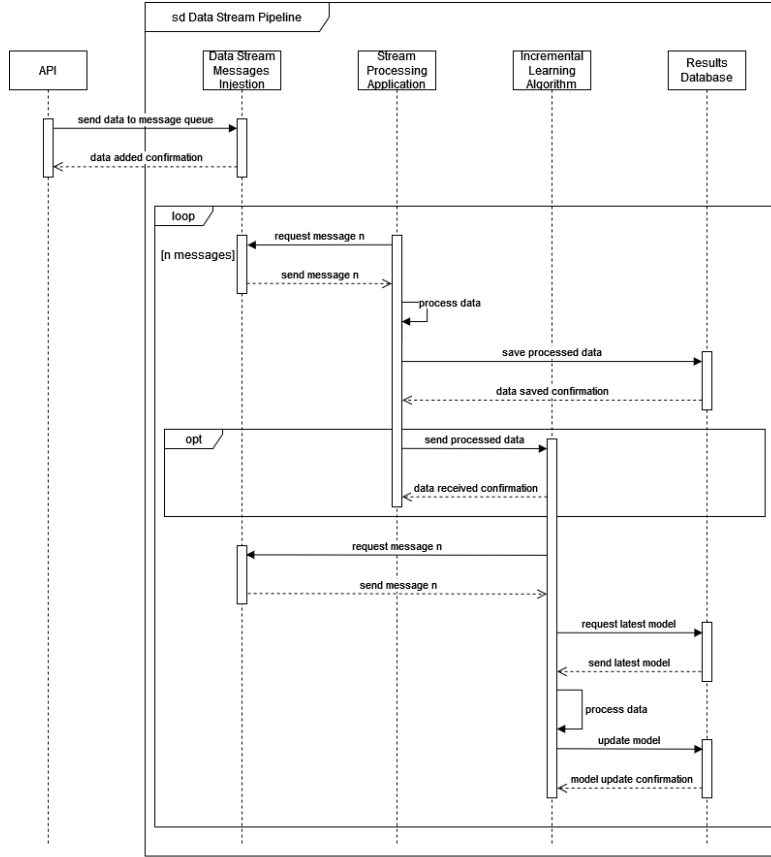 sd Data Stream Pipeline
API
Data Stream
Messages
Injestion
Stream
Processing
Application
Incremental
Learning
Algorithm
Results
Database
send data to message queue
data added confirmation
loop
[n messages]
request message n
send message n
process data
save processed data
data saved confirmation
opt
send processed data
data received confirmation
request message n
send message n
request latest model
send latest model
process data
update model
model update confirmation